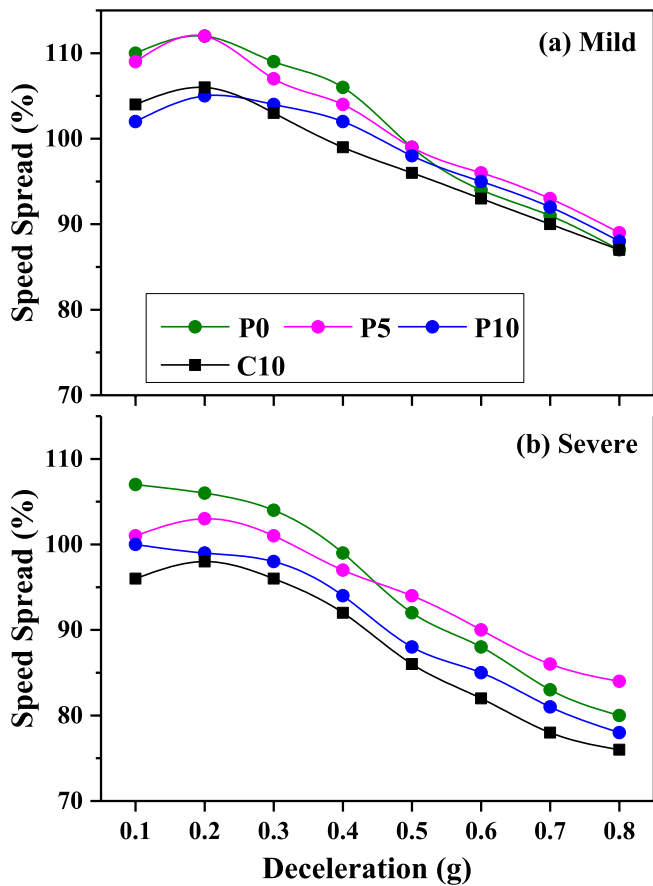 (a) Mild
110
100
90
80
70
Speed Spread (%)
P0 P5 P10
C10
(b) Severe
110
100
90
80
70
Speed Spread (%)
0.1 0.2 0.3 0.4 0.5 0.6 0.7 0.8
Deceleration (g)